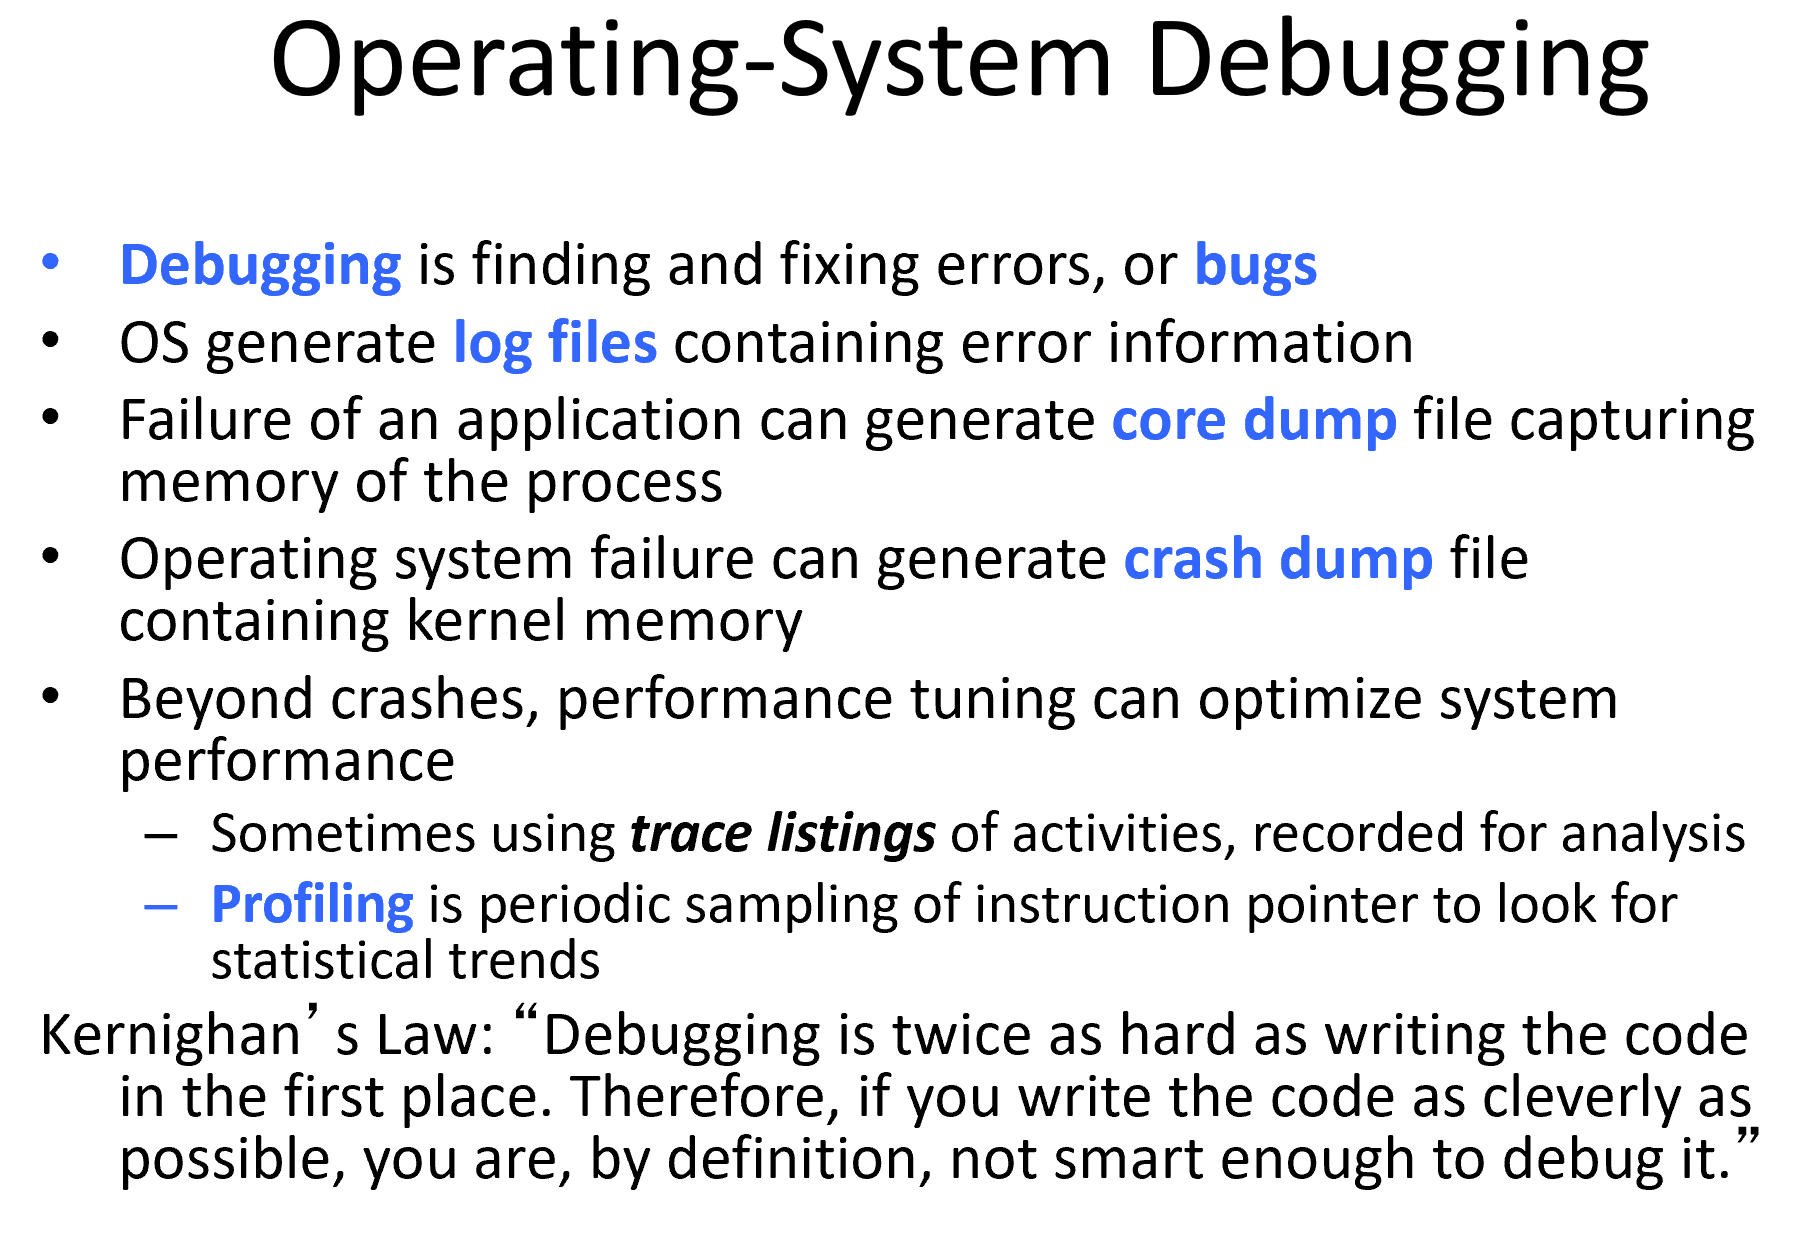 Operating-System Debugging
• Debugging is finding and fixing errors, or bugs
• OS generate log files containing error information
• Failure of an application can generate core dump file capturing
memory of the process
• Operating system failure can generate crash dump file
containing kernel memory
• Beyond crashes, performance tuning can optimize system
performance
– Sometimes using trace listings of activities, recorded for analysis
– Profiling is periodic sampling of instruction pointer to look for
statistical trends
Kernighan’s Law: “Debugging is twice as hard as writing the code
in the first place. Therefore, if you write the code as cleverly as
possible, you are, by definition, not smart enough to debug it.”